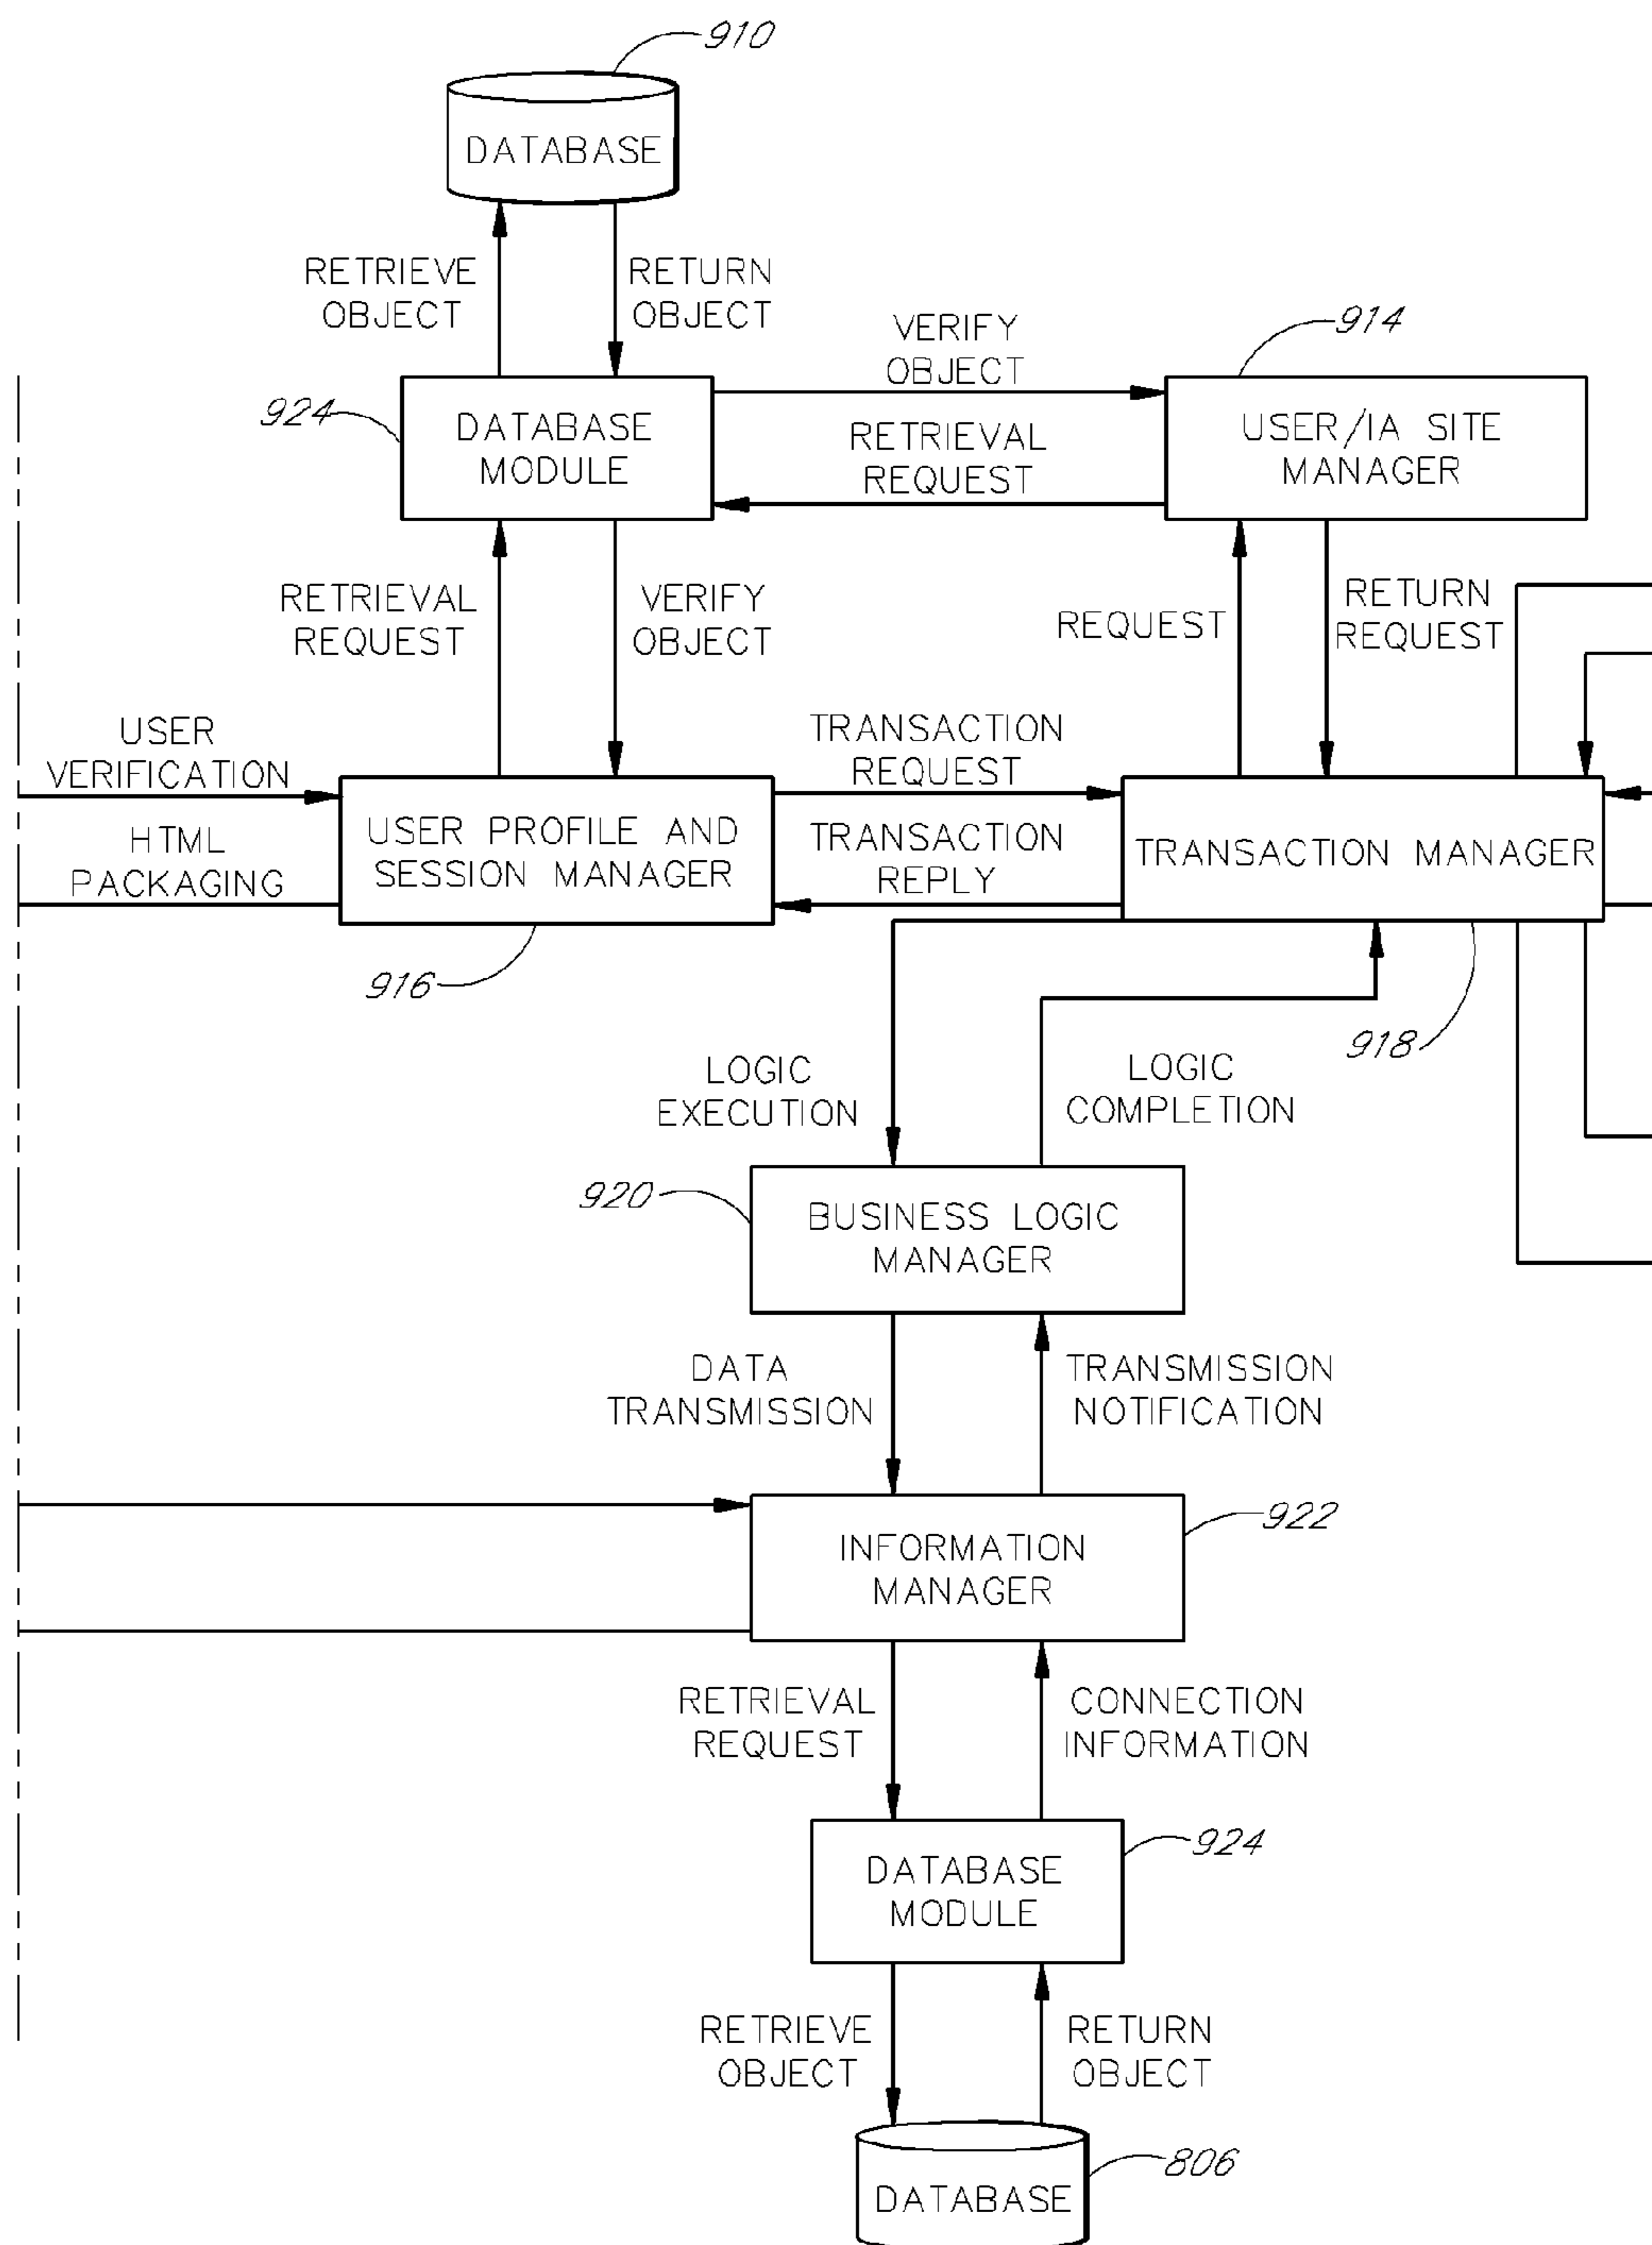 910
DATABASE
RETRIEVE
OBJECT
RETURN
OBJECT
VERIFY
OBJECT
914
924
DATABASE
MODULE
RETRIEVAL
REQUEST
USER/IA SITE
MANAGER
RETRIEVAL
REQUEST
VERIFY
OBJECT
REQUEST
RETURN
REQUEST
USER
VERIFICATION
TRANSACTION
REQUEST
HTML
PACKAGING
USER PROFILE AND
SESSION MANAGER
TRANSACTION
REPLY
TRANSACTION MANAGER
916
918
LOGIC
EXECUTION
LOGIC
COMPLETION
920
BUSINESS LOGIC
MANAGER
DATA
TRANSMISSION
TRANSMISSION
NOTIFICATION
922
INFORMATION
MANAGER
RETRIEVAL
REQUEST
CONNECTION
INFORMATION
924
DATABASE
MODULE
RETRIEVE
OBJECT
RETURN
OBJECT
806
DATABASE